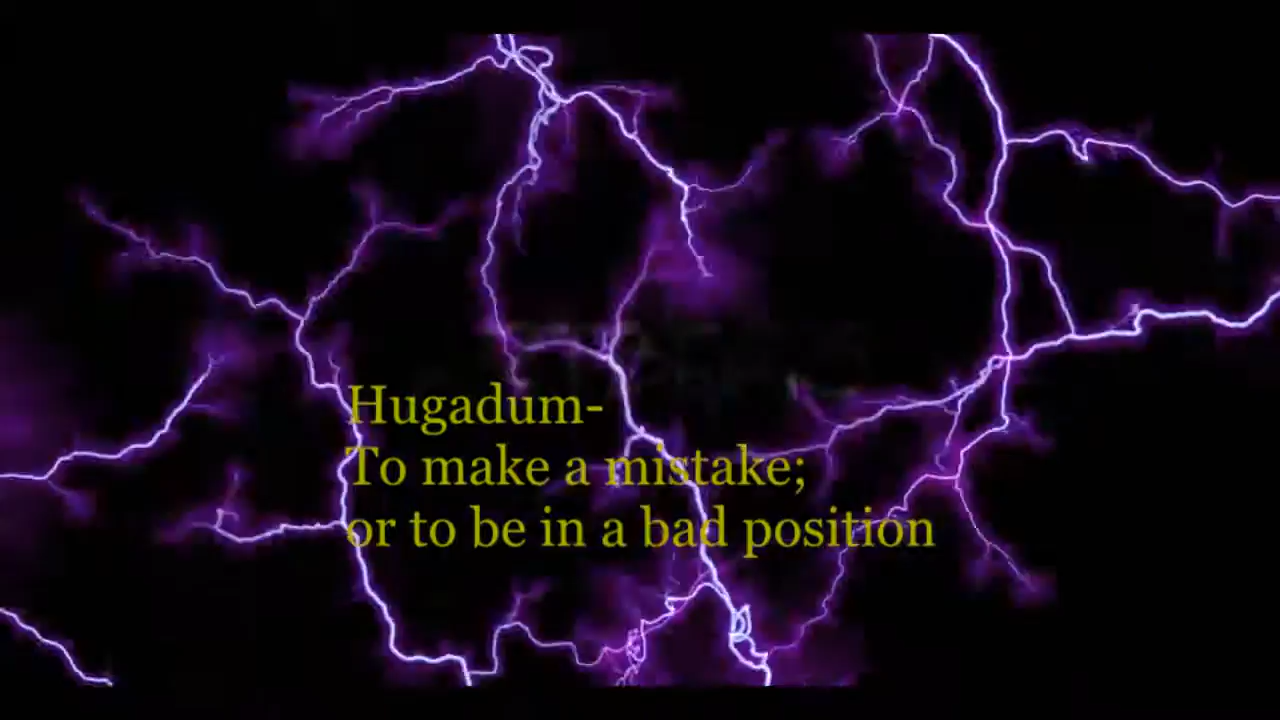 Hugadum-
To make a mistake;
or to be in a bad position